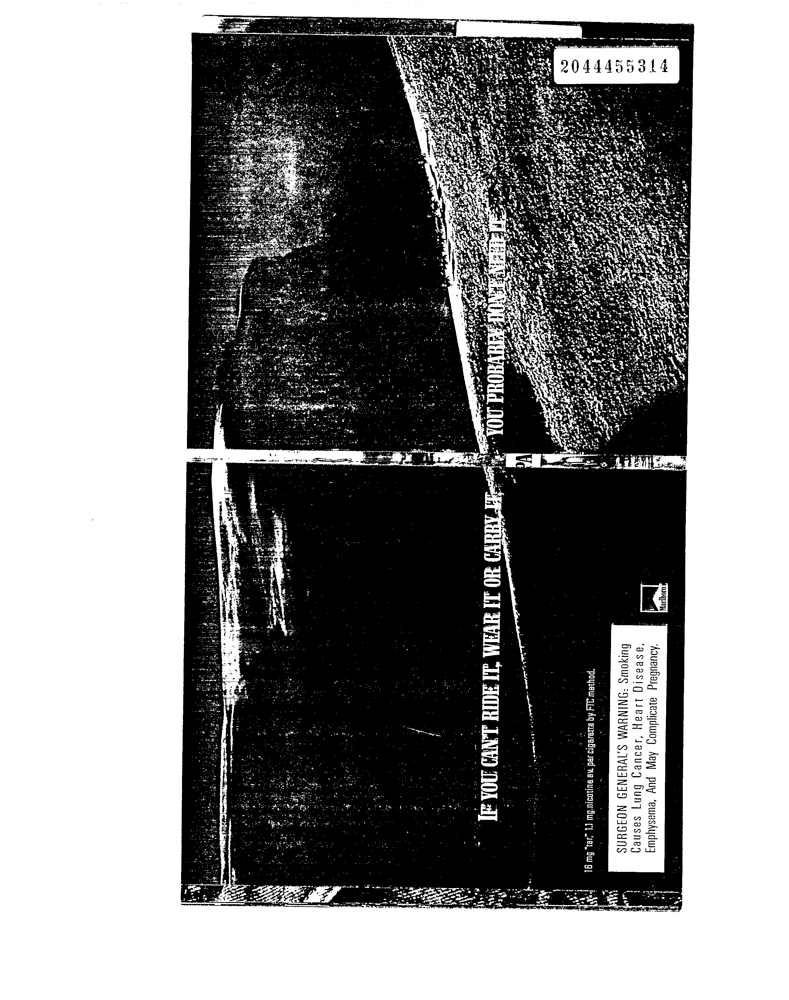 2044455314
IF YOU CAN'T RIDE IT, WEAR IT OR CARRY IT, YOU PROBABLY DON'T NEED IT.
PA
Marlboro
16 mg "tar," 1.1 mg nicotine av. per cigarette by FTC method.
SURGEON GENERAL'S WARNING: Smoking
Causes Lung Cancer, Heart Disease,
Emphysema, And May Complicate Pregnancy.